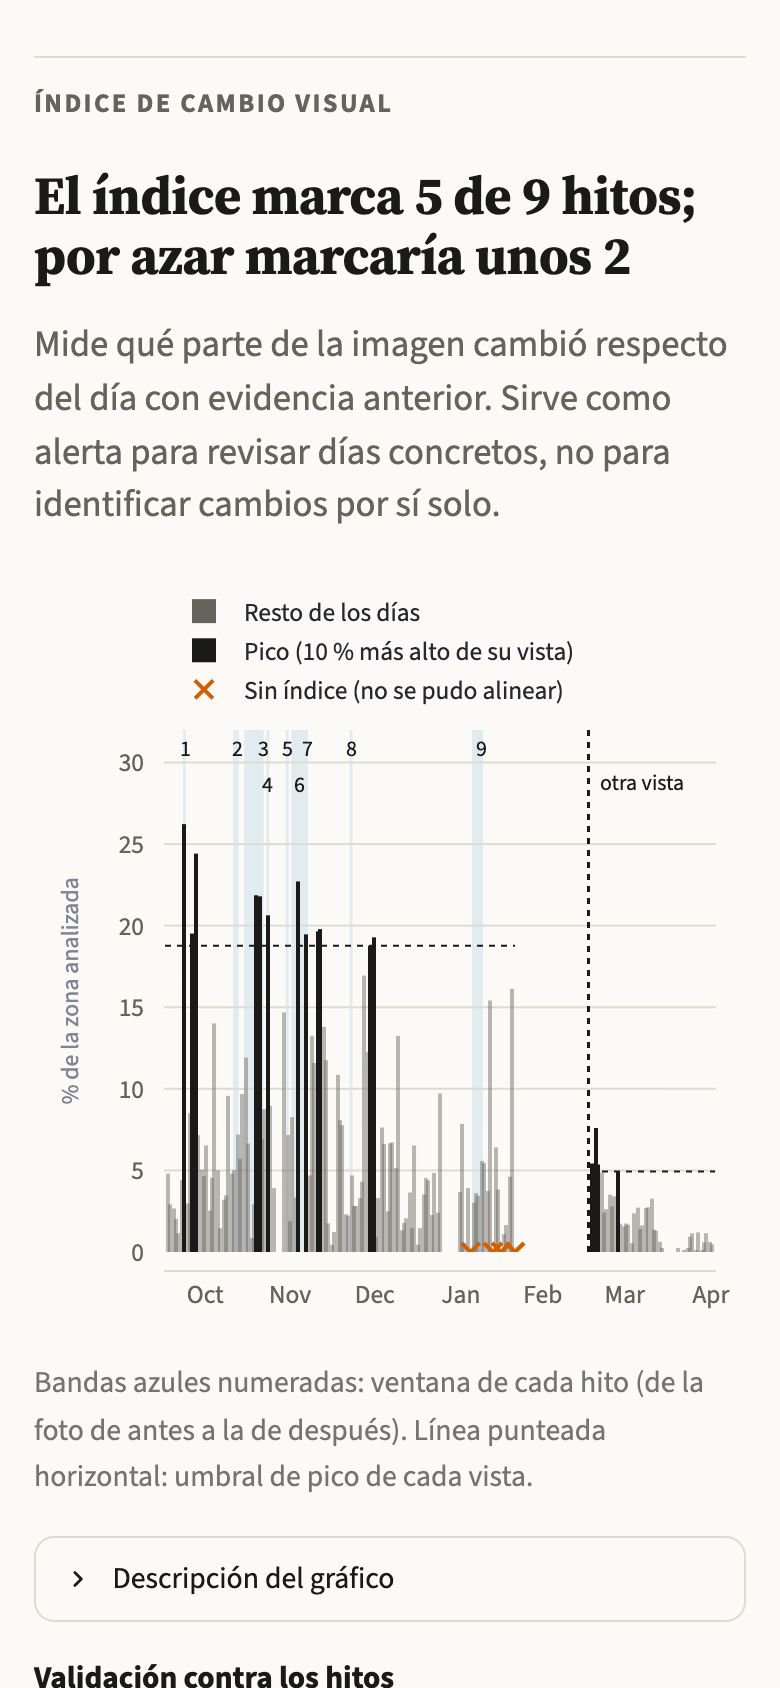 ÍNDICE DE CAMBIO VISUAL
El índice marca 5 de 9 hitos;
por azar marcaría unos 2
Mide qué parte de la imagen cambió respecto
del día con evidencia anterior. Sirve como
alerta para revisar días concretos, no para
identificar cambios por sí solo.
Resto de los días
Pico (10 % más alto de su vista)
Sin índice (no se pudo alinear)
1 2 3 5 7 8 9
4 6
otra vista
% de la zona analizada
30
25
20
15
10
5
0
Oct Nov Dec Jan Feb Mar Apr
Bandas azules numeradas: ventana de cada hito (de la
foto de antes a la de después). Línea punteada
horizontal: umbral de pico de cada vista.
Descripción del gráfico
Validación contra los hitos